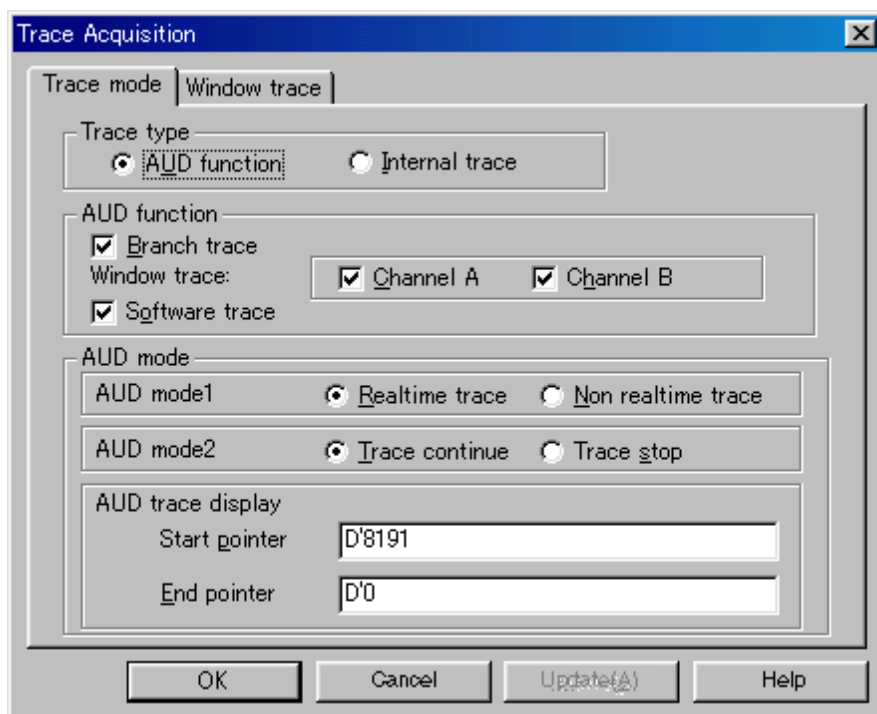 Trace Acquisition
Trace mode Window trace
Trace type
AUD function Internal trace
AUD function
Branch trace
Window trace: Channel A Channel B
Software trace
AUD mode
AUD mode1 Realtime trace Non realtime trace
AUD mode2 Trace continue Trace stop
AUD trace display
Start pointer D'8191
End pointer D'0
OK Cancel Update(A) Help